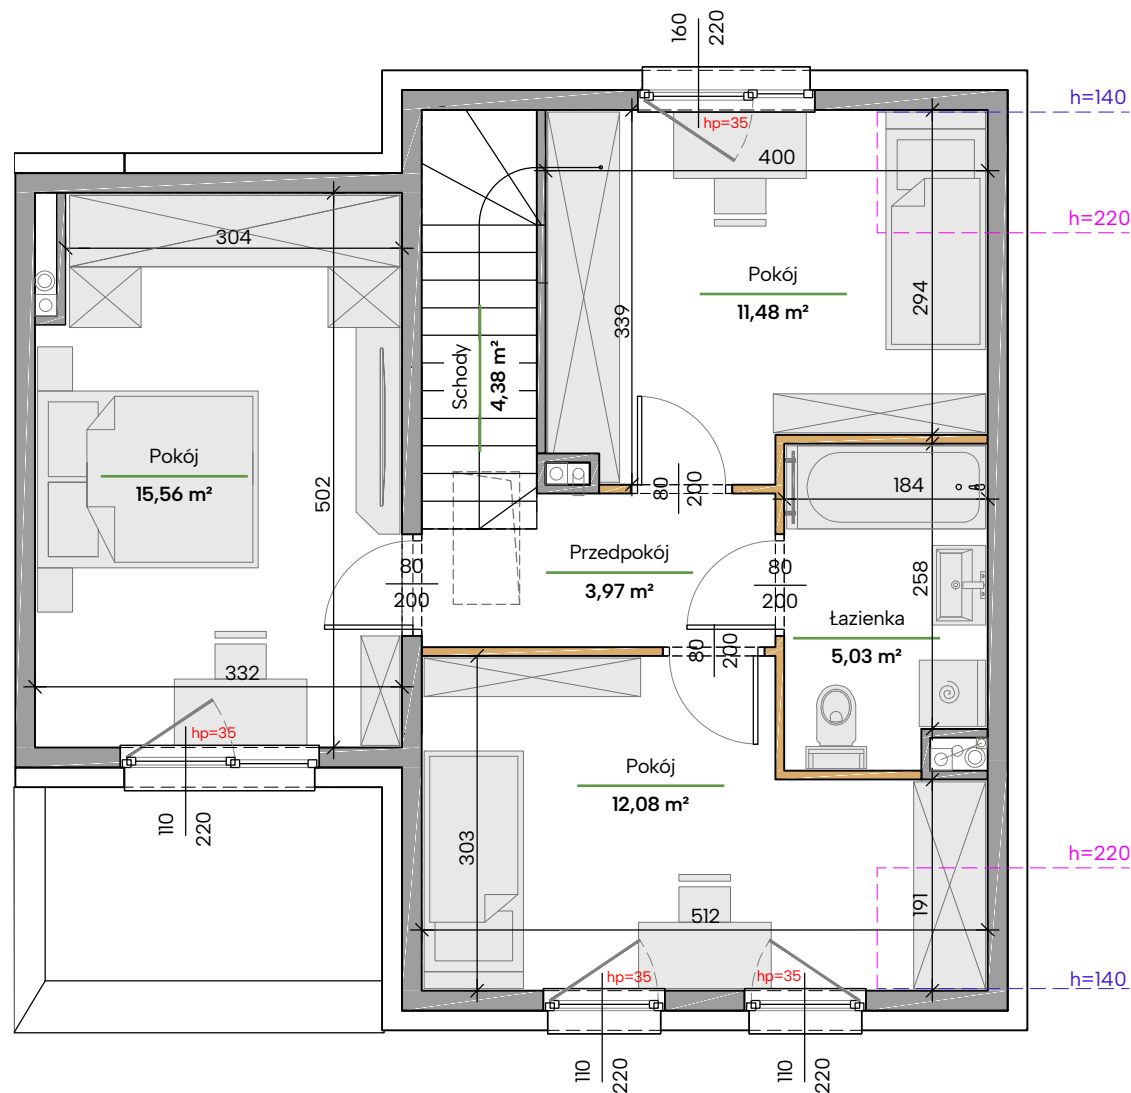 160
220
h=140
hp=35
400
h=220
304
Pokój
11,48 m²
294
339
Schody
4,38 m²
Pokój
15,56 m²
502
184
80
200
Przedpokój
3,97 m²
80
200
80
200
258
Łazienka
5,03 m²
80
200
332
hp=35
Pokój
12,08 m²
110
220
303
h=220
191
512
hp=35
hp=35
h=140
110
220
110
220